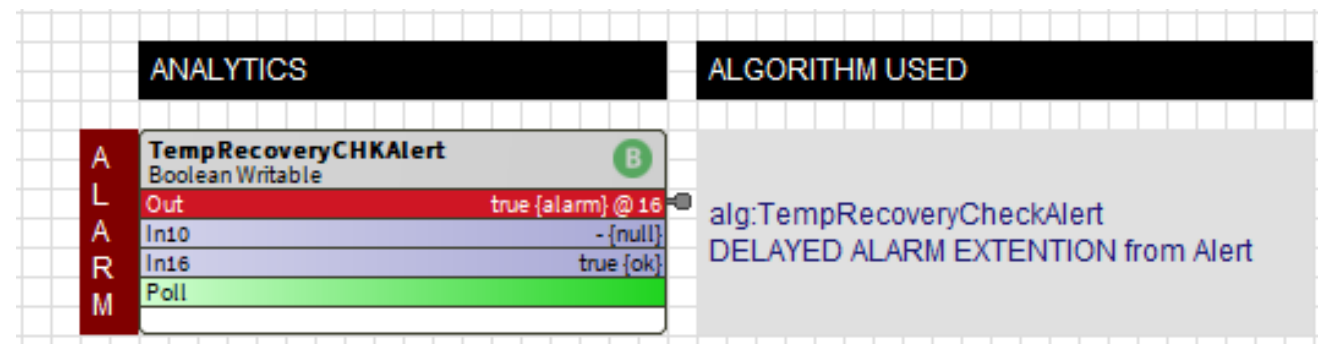 ANALYTICS
ALGORITHM USED
ALARM
TempRecoveryCHKAlert
B
Boolean Writable
Out true {alarm} @ 16
In10 - {null}
In16 true {ok}
Poll
alg:TempRecoveryCheckAlert
DELAYED ALARM EXTENTION from Alert